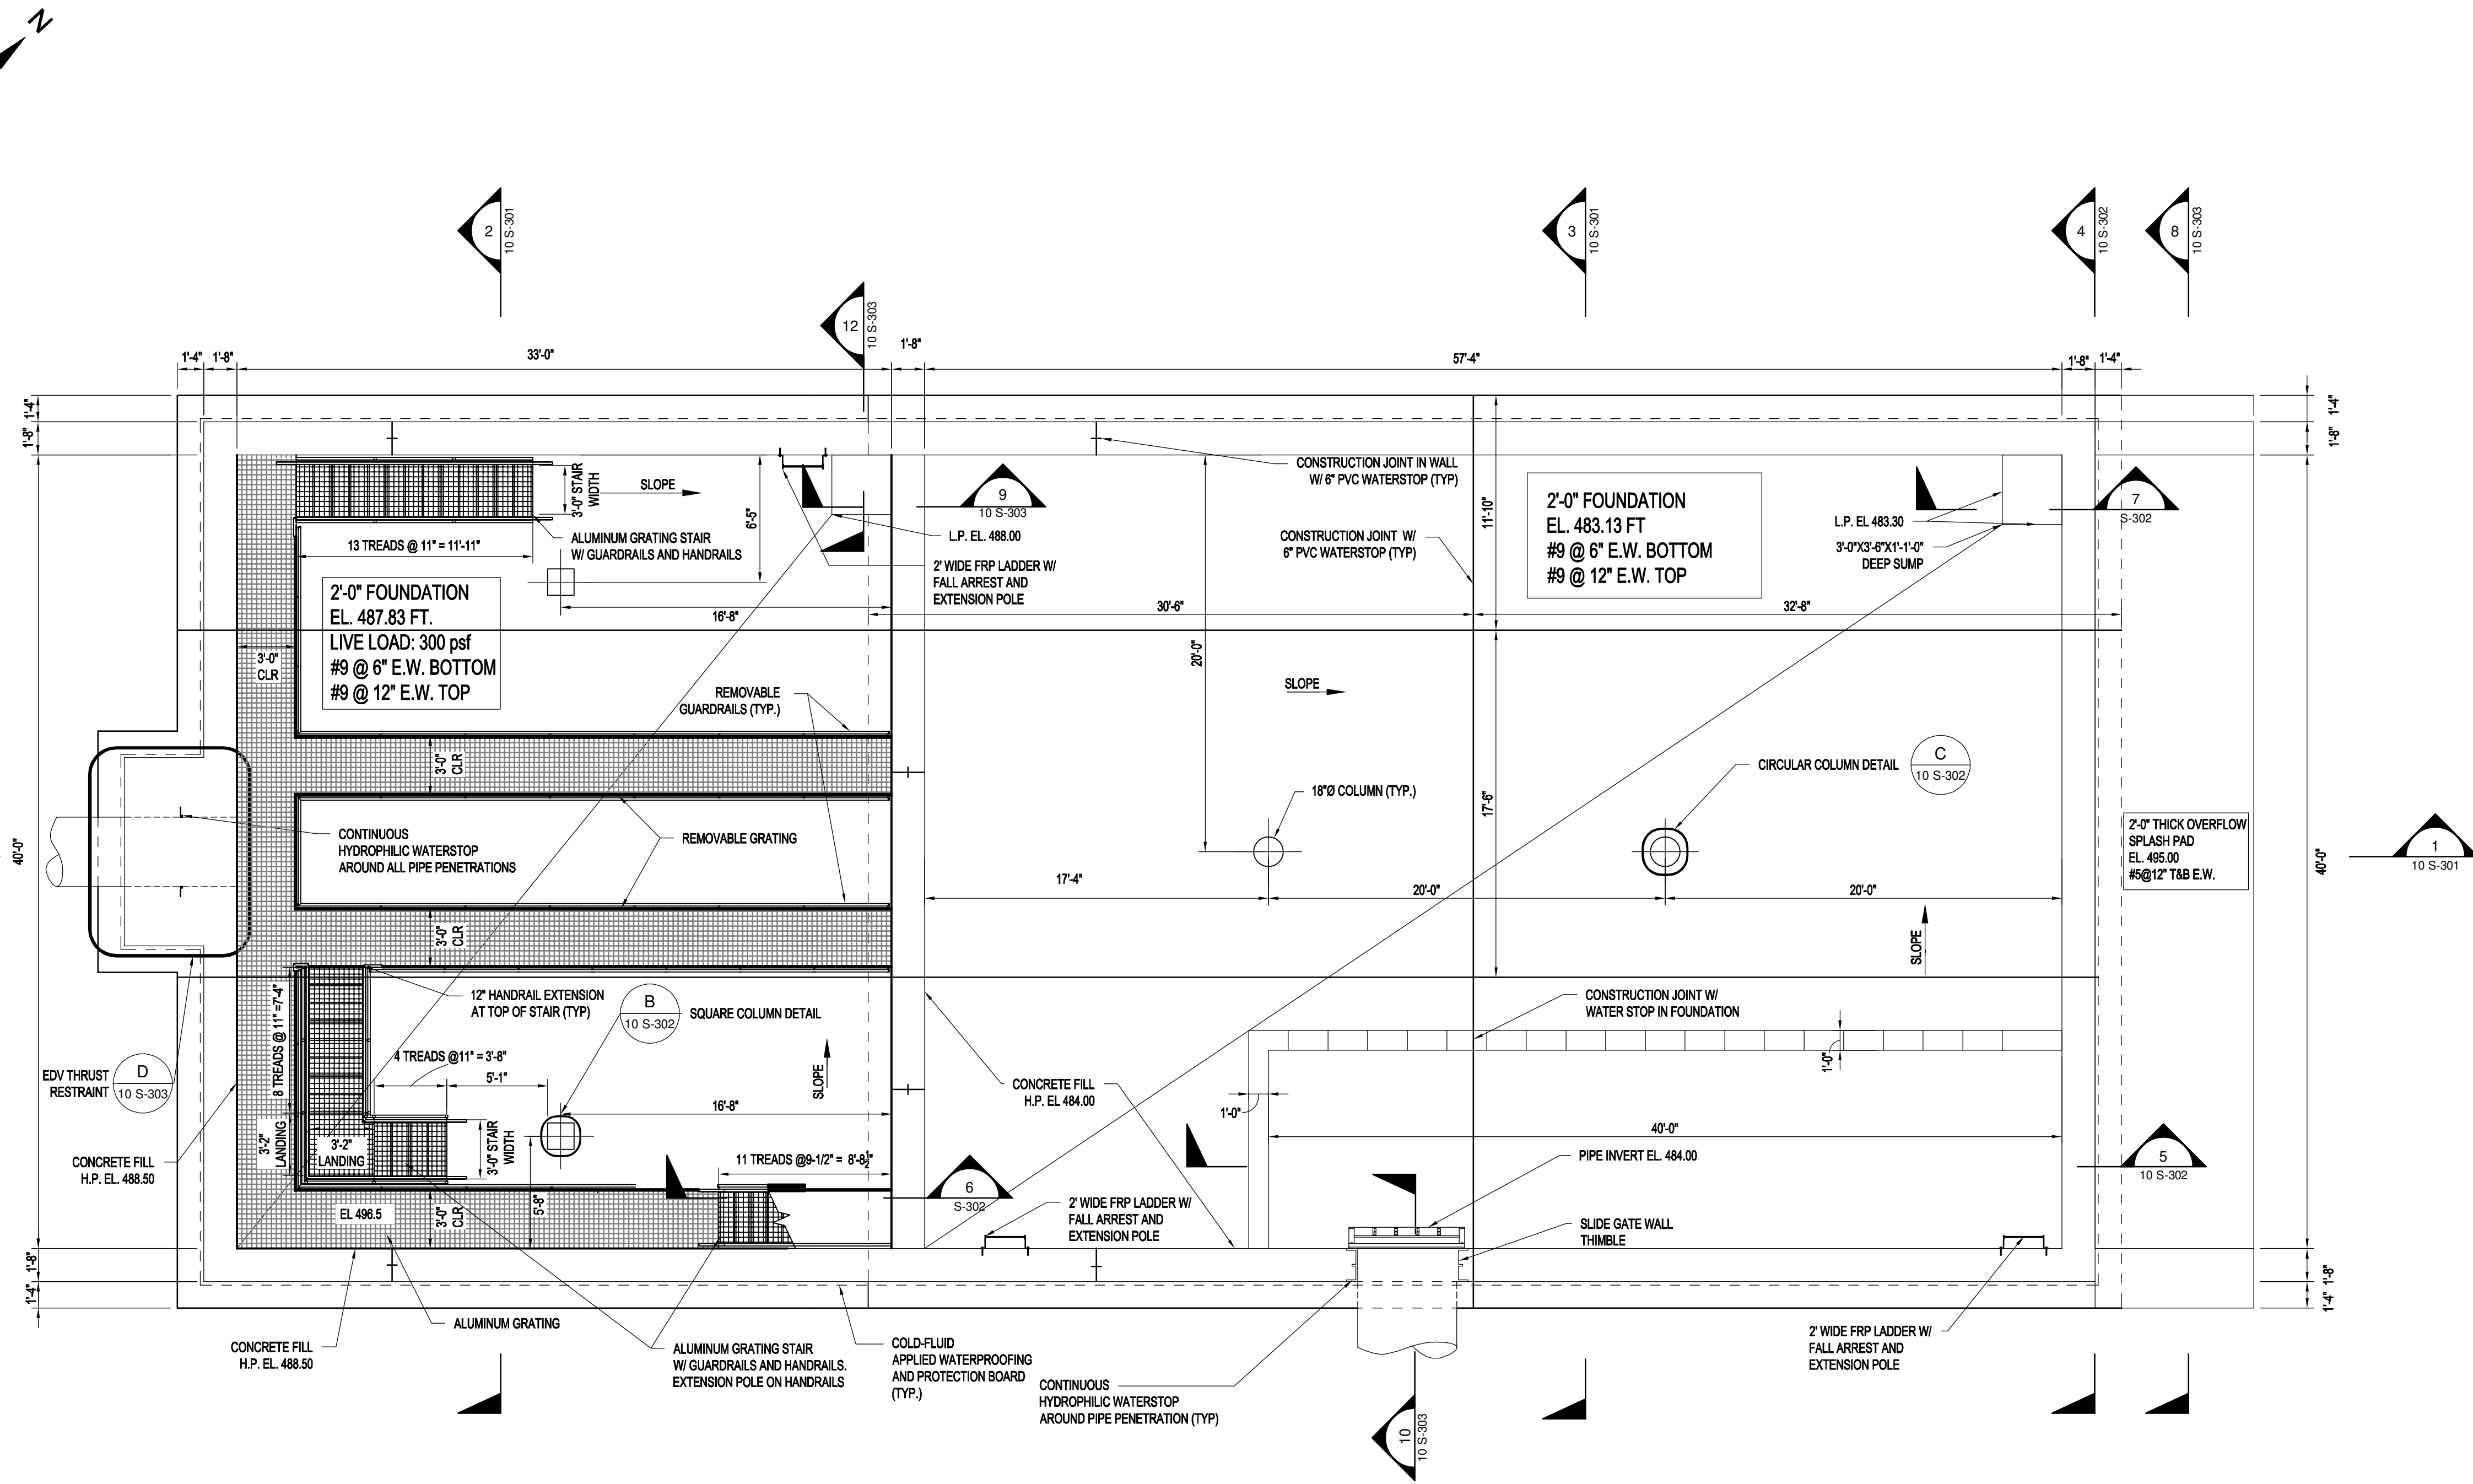 N
2
10 S-301
3
10 S-301
4
10 S-302
8
10 S-303
12
10 S-303
1'-4"
1'-8"
33'-0"
1'-8"
57'-4"
1'-8"
1'-4"
1'-4"
1'-8"
1'-4"
1'-8"
3'-0" STAIR
WIDTH
SLOPE
6'-5"
9
10 S-303
CONSTRUCTION JOINT IN WALL
W/ 6" PVC WATERSTOP (TYP)
11'-10"
2'-0" FOUNDATION
EL. 483.13 FT
#9 @ 6" E.W. BOTTOM
#9 @ 12" E.W. TOP
7
S-302
L.P. EL 483.30
3'-0"X3'-6"X1'-1'-0"
DEEP SUMP
13 TREADS @ 11" = 11'-11"
ALUMINUM GRATING STAIR
W/ GUARDRAILS AND HANDRAILS
L.P. EL. 488.00
CONSTRUCTION JOINT W/
6" PVC WATERSTOP (TYP)
2' WIDE FRP LADDER W/
FALL ARREST AND
EXTENSION POLE
2'-0" FOUNDATION
EL. 487.83 FT.
LIVE LOAD: 300 psf
#9 @ 6" E.W. BOTTOM
#9 @ 12" E.W. TOP
16'-8"
30'-6"
32'-8"
3'-0"
CLR
20'-0"
SLOPE
REMOVABLE
GUARDRAILS (TYP.)
3'-0"
CLR
CIRCULAR COLUMN DETAIL
C
10 S-302
18"Ø COLUMN (TYP.)
17'-6"
40'-0"
CONTINUOUS
HYDROPHILIC WATERSTOP
AROUND ALL PIPE PENETRATIONS
REMOVABLE GRATING
2'-0" THICK OVERFLOW
SPLASH PAD
EL. 495.00
#5@12" T&B E.W.
40'-0"
1
10 S-301
17'-4"
20'-0"
20'-0"
3'-0"
CLR
SLOPE
8 TREADS @ 11" =7'-4"
12" HANDRAIL EXTENSION
AT TOP OF STAIR (TYP)
B
10 S-302
SQUARE COLUMN DETAIL
CONSTRUCTION JOINT W/
WATER STOP IN FOUNDATION
4 TREADS @11" = 3'-8"
5'-1"
SLOPE
1'-0"
EDV THRUST
RESTRAINT
D
10 S-303
CONCRETE FILL
H.P. EL 484.00
16'-8"
1'-0"
40'-0"
3'-2"
LANDING
3'-2"
LANDING
3'-0" STAIR
WIDTH
11 TREADS @9-1/2" = 8'-8½"
PIPE INVERT EL. 484.00
5
10 S-302
CONCRETE FILL
H.P. EL. 488.50
6
S-302
EL 496.5
3'-0"
CLR
5'-8"
2' WIDE FRP LADDER W/
FALL ARREST AND
EXTENSION POLE
SLIDE GATE WALL
THIMBLE
1'-8"
1'-4"
1'-8"
1'-4"
ALUMINUM GRATING
CONCRETE FILL
H.P. EL. 488.50
ALUMINUM GRATING STAIR
W/ GUARDRAILS AND HANDRAILS.
EXTENSION POLE ON HANDRAILS
COLD-FLUID
APPLIED WATERPROOFING
AND PROTECTION BOARD
(TYP.)
CONTINUOUS
HYDROPHILIC WATERSTOP
AROUND PIPE PENETRATION (TYP)
2' WIDE FRP LADDER W/
FALL ARREST AND
EXTENSION POLE
10
10 S-303